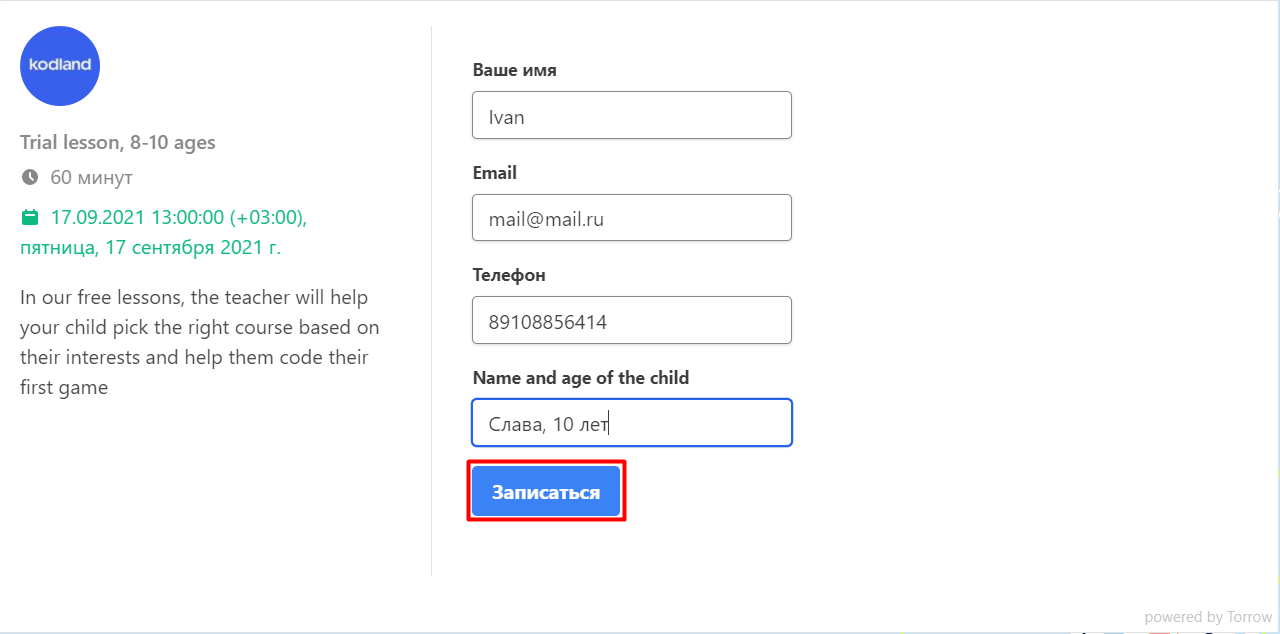 kodland
Trial lesson, 8-10 ages
60 минут
17.09.2021 13:00:00 (+03:00),
пятница, 17 сентября 2021 г.
In our free lessons, the teacher will help
your child pick the right course based on
their interests and help them code their
first game
Ваше имя
Ivan
Email
mail@mail.ru
Телефон
89108856414
Name and age of the child
Слава, 10 лет
Записаться
powered by Torrow